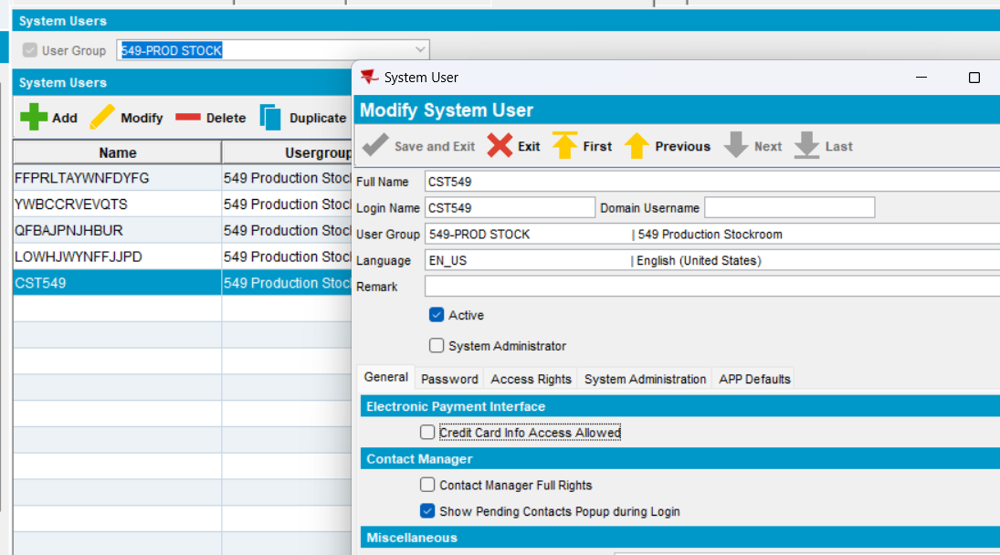 System Users
User Group 549-PROD STOCK
System Users
Add Modify Delete Duplicate
Name Usergroup
FFPRLTAYWNFDYFG 549 Production Stoc
YWBCCRVEVQTS 549 Production Stoc
QFBAJPNJHBUR 549 Production Stoc
LOWHJWYNFFJJPD 549 Production Stoc
CST549 549 Production Stoc
System User
Modify System User
Save and Exit Exit First Previous Next Last
Full Name CST549
Login Name CST549 Domain Username
User Group 549-PROD STOCK | 549 Production Stockroom
Language EN_US | English (United States)
Remark
Active
System Administrator
General Password Access Rights System Administration APP Defaults
Electronic Payment Interface
Credit Card Info Access Allowed
Contact Manager
Contact Manager Full Rights
Show Pending Contacts Popup during Login
Miscellaneous